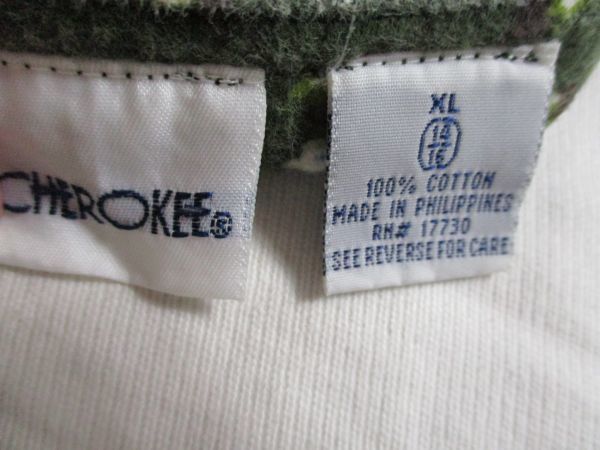 CHEROKEE®
XL
14
16
100% COTTON
MADE IN PHILIPPINES
RN# 17730
SEE REVERSE FOR CARE